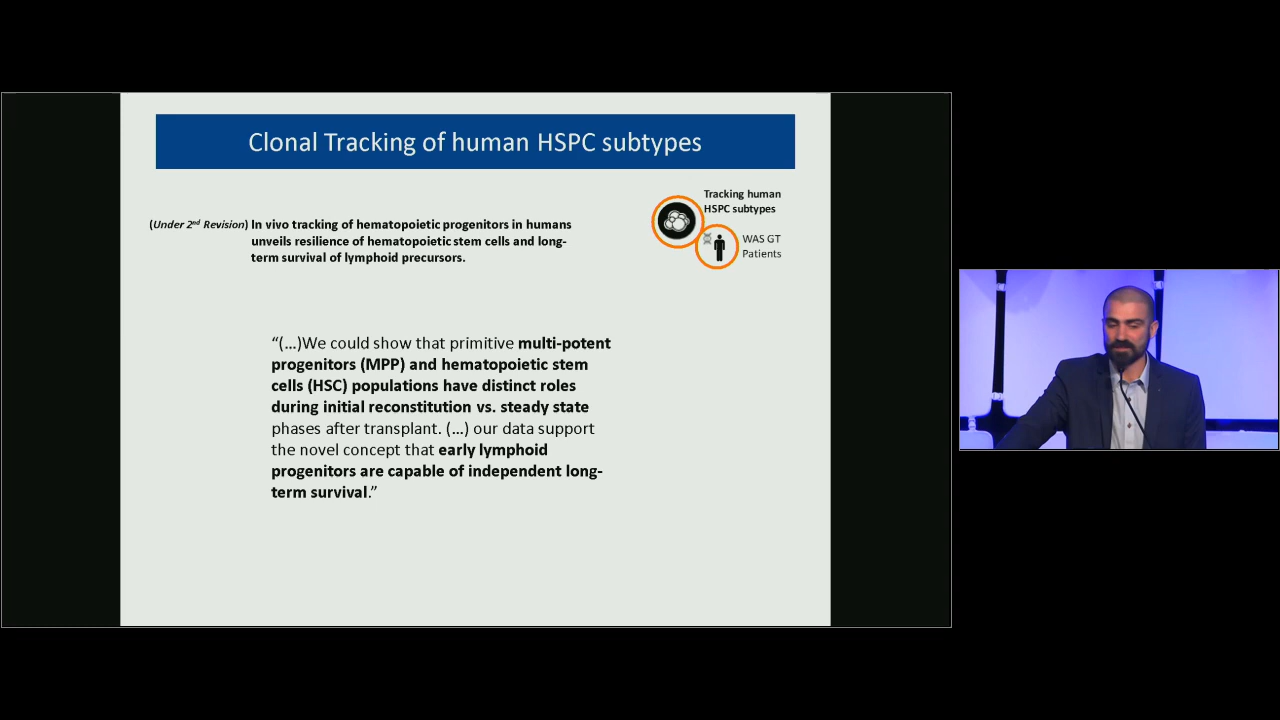 Clonal Tracking of human HSPC subtypes
Tracking human
HSPC subtypes
WAS GT
Patients
(Under 2nd Revision) In vivo tracking of hematopoietic progenitors in humans
unveils resilience of hematopoietic stem cells and long-
term survival of lymphoid precursors.
“(...)We could show that primitive multi-potent
progenitors (MPP) and hematopoietic stem
cells (HSC) populations have distinct roles
during initial reconstitution vs. steady state
phases after transplant. (...) our data support
the novel concept that early lymphoid
progenitors are capable of independent long-
term survival.”